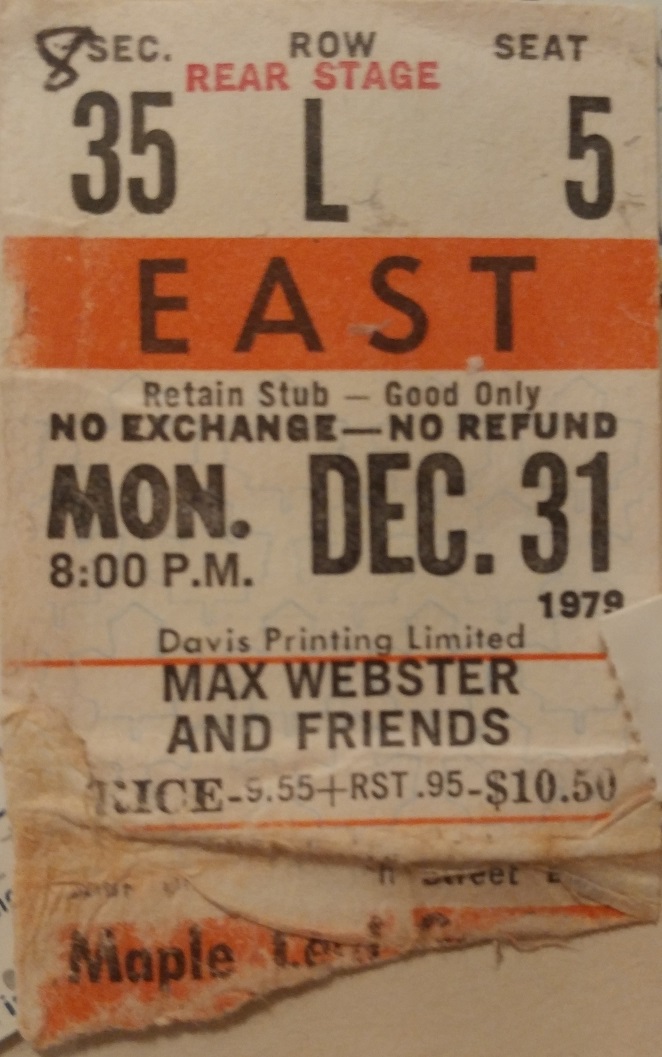 8 SEC. ROW SEAT
REAR STAGE
35 L 5
EAST
Retain Stub — Good Only
NO EXCHANGE—NO REFUND
MON. DEC. 31
8:00 P.M.
1979
Davis Printing Limited
MAX WEBSTER
AND FRIENDS
RICE-9.55+RST.95-$10.50
Street
Maple Leaf